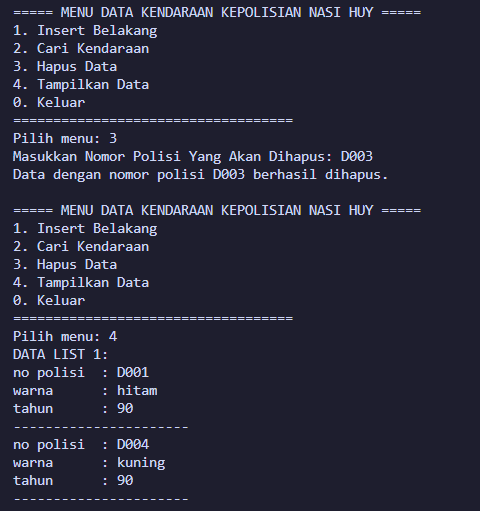 ===== MENU DATA KENDARAAN KEPOLISIAN NASI HUY =====
1. Insert Belakang
2. Cari Kendaraan
3. Hapus Data
4. Tampilkan Data
0. Keluar
===================================
Pilih menu: 3
Masukkan Nomor Polisi Yang Akan Dihapus: D003
Data dengan nomor polisi D003 berhasil dihapus.

===== MENU DATA KENDARAAN KEPOLISIAN NASI HUY =====
1. Insert Belakang
2. Cari Kendaraan
3. Hapus Data
4. Tampilkan Data
0. Keluar
===================================
Pilih menu: 4
DATA LIST 1:
no polisi  : D001
warna      : hitam
tahun      : 90
----------------------
no polisi  : D004
warna      : kuning
tahun      : 90
----------------------